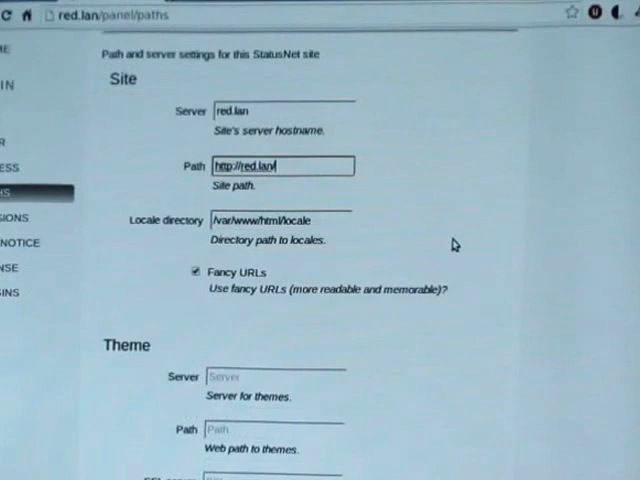 red.lan/panel/paths
Path and server settings for this StatusNet site
Site
Server red.lan
Site's server hostname.
Path http://red.lan/
Site path.
Locale directory /var/www/html/locale
Directory path to locales.
Fancy URLs
Use fancy URLs (more readable and memorable)?
IN
R
ESS
HS
IONS
NOTICE
NSE
INS
Theme
Server Server
Server for themes.
Path Path
Web path to themes.